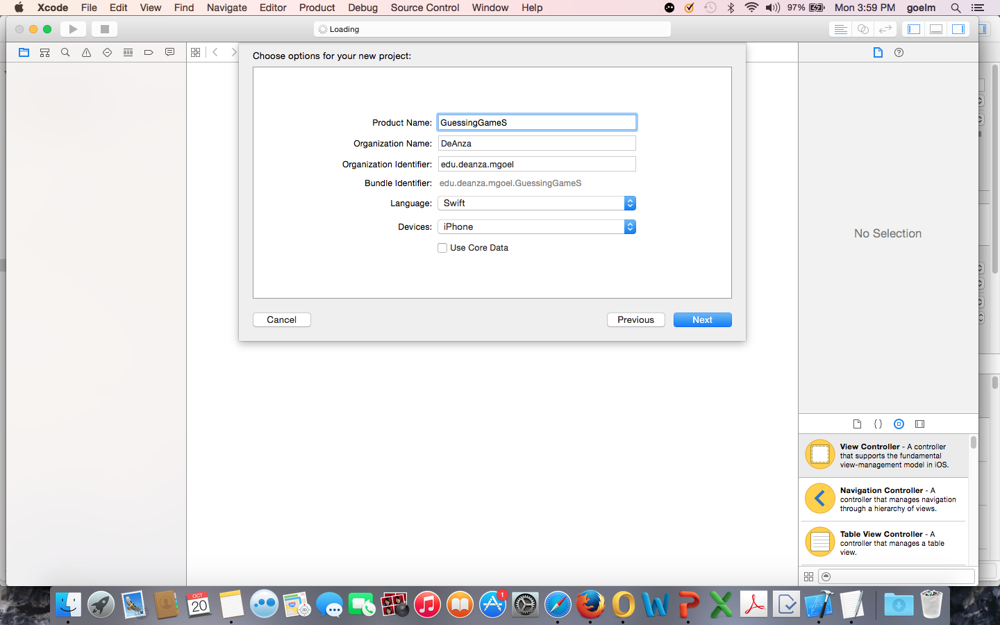 Xcode File Edit View Find Navigate Editor Product Debug Source Control Window Help 97% Mon 3:59 PM goelm
Loading
Choose options for your new project:
Product Name: GuessingGameS
Organization Name: DeAnza
Organization Identifier: edu.deanza.mgoel
Bundle Identifier: edu.deanza.mgoel.GuessingGameS
Language: Swift
Devices: iPhone
Use Core Data
Cancel Previous Next
No Selection
{}
View Controller - A controller
that supports the fundamental
view-management model in iOS.
Navigation Controller - A
controller that manages navigation
through a hierarchy of views.
Table View Controller - A
controller that manages a table
view.
OCT
20
3D
1